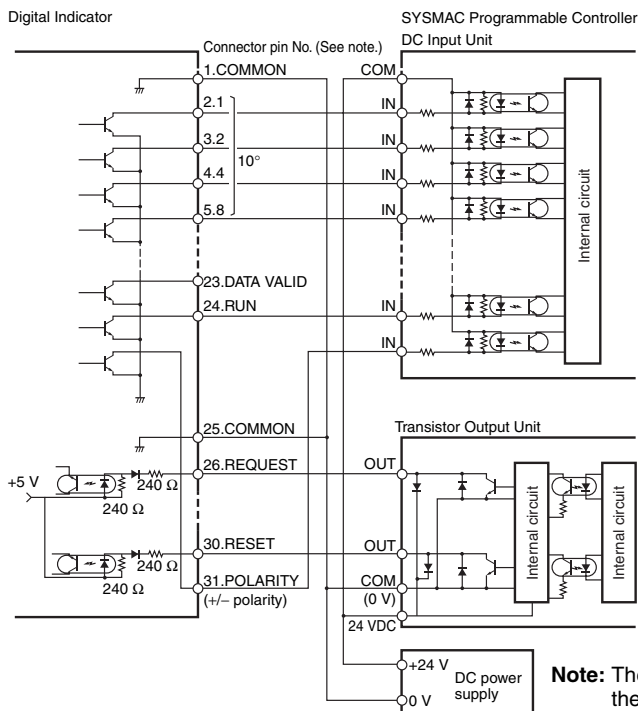 Digital Indicator
SYSMAC Programmable Controller
DC Input Unit
Connector pin No. (See note.)
1.COMMON
COM
2.1
IN
3.2
IN
10°
4.4
IN
5.8
IN
Internal circuit
23.DATA VALID
24.RUN
IN
IN
25.COMMON
Transistor Output Unit
26.REQUEST
OUT
+5 V
240 Ω
240 Ω
Internal circuit
Internal circuit
30.RESET
OUT
240 Ω
240 Ω
31.POLARITY
(+/– polarity)
COM
(0 V)
24 VDC
+24 V
DC power
supply
0 V
Note: The
the